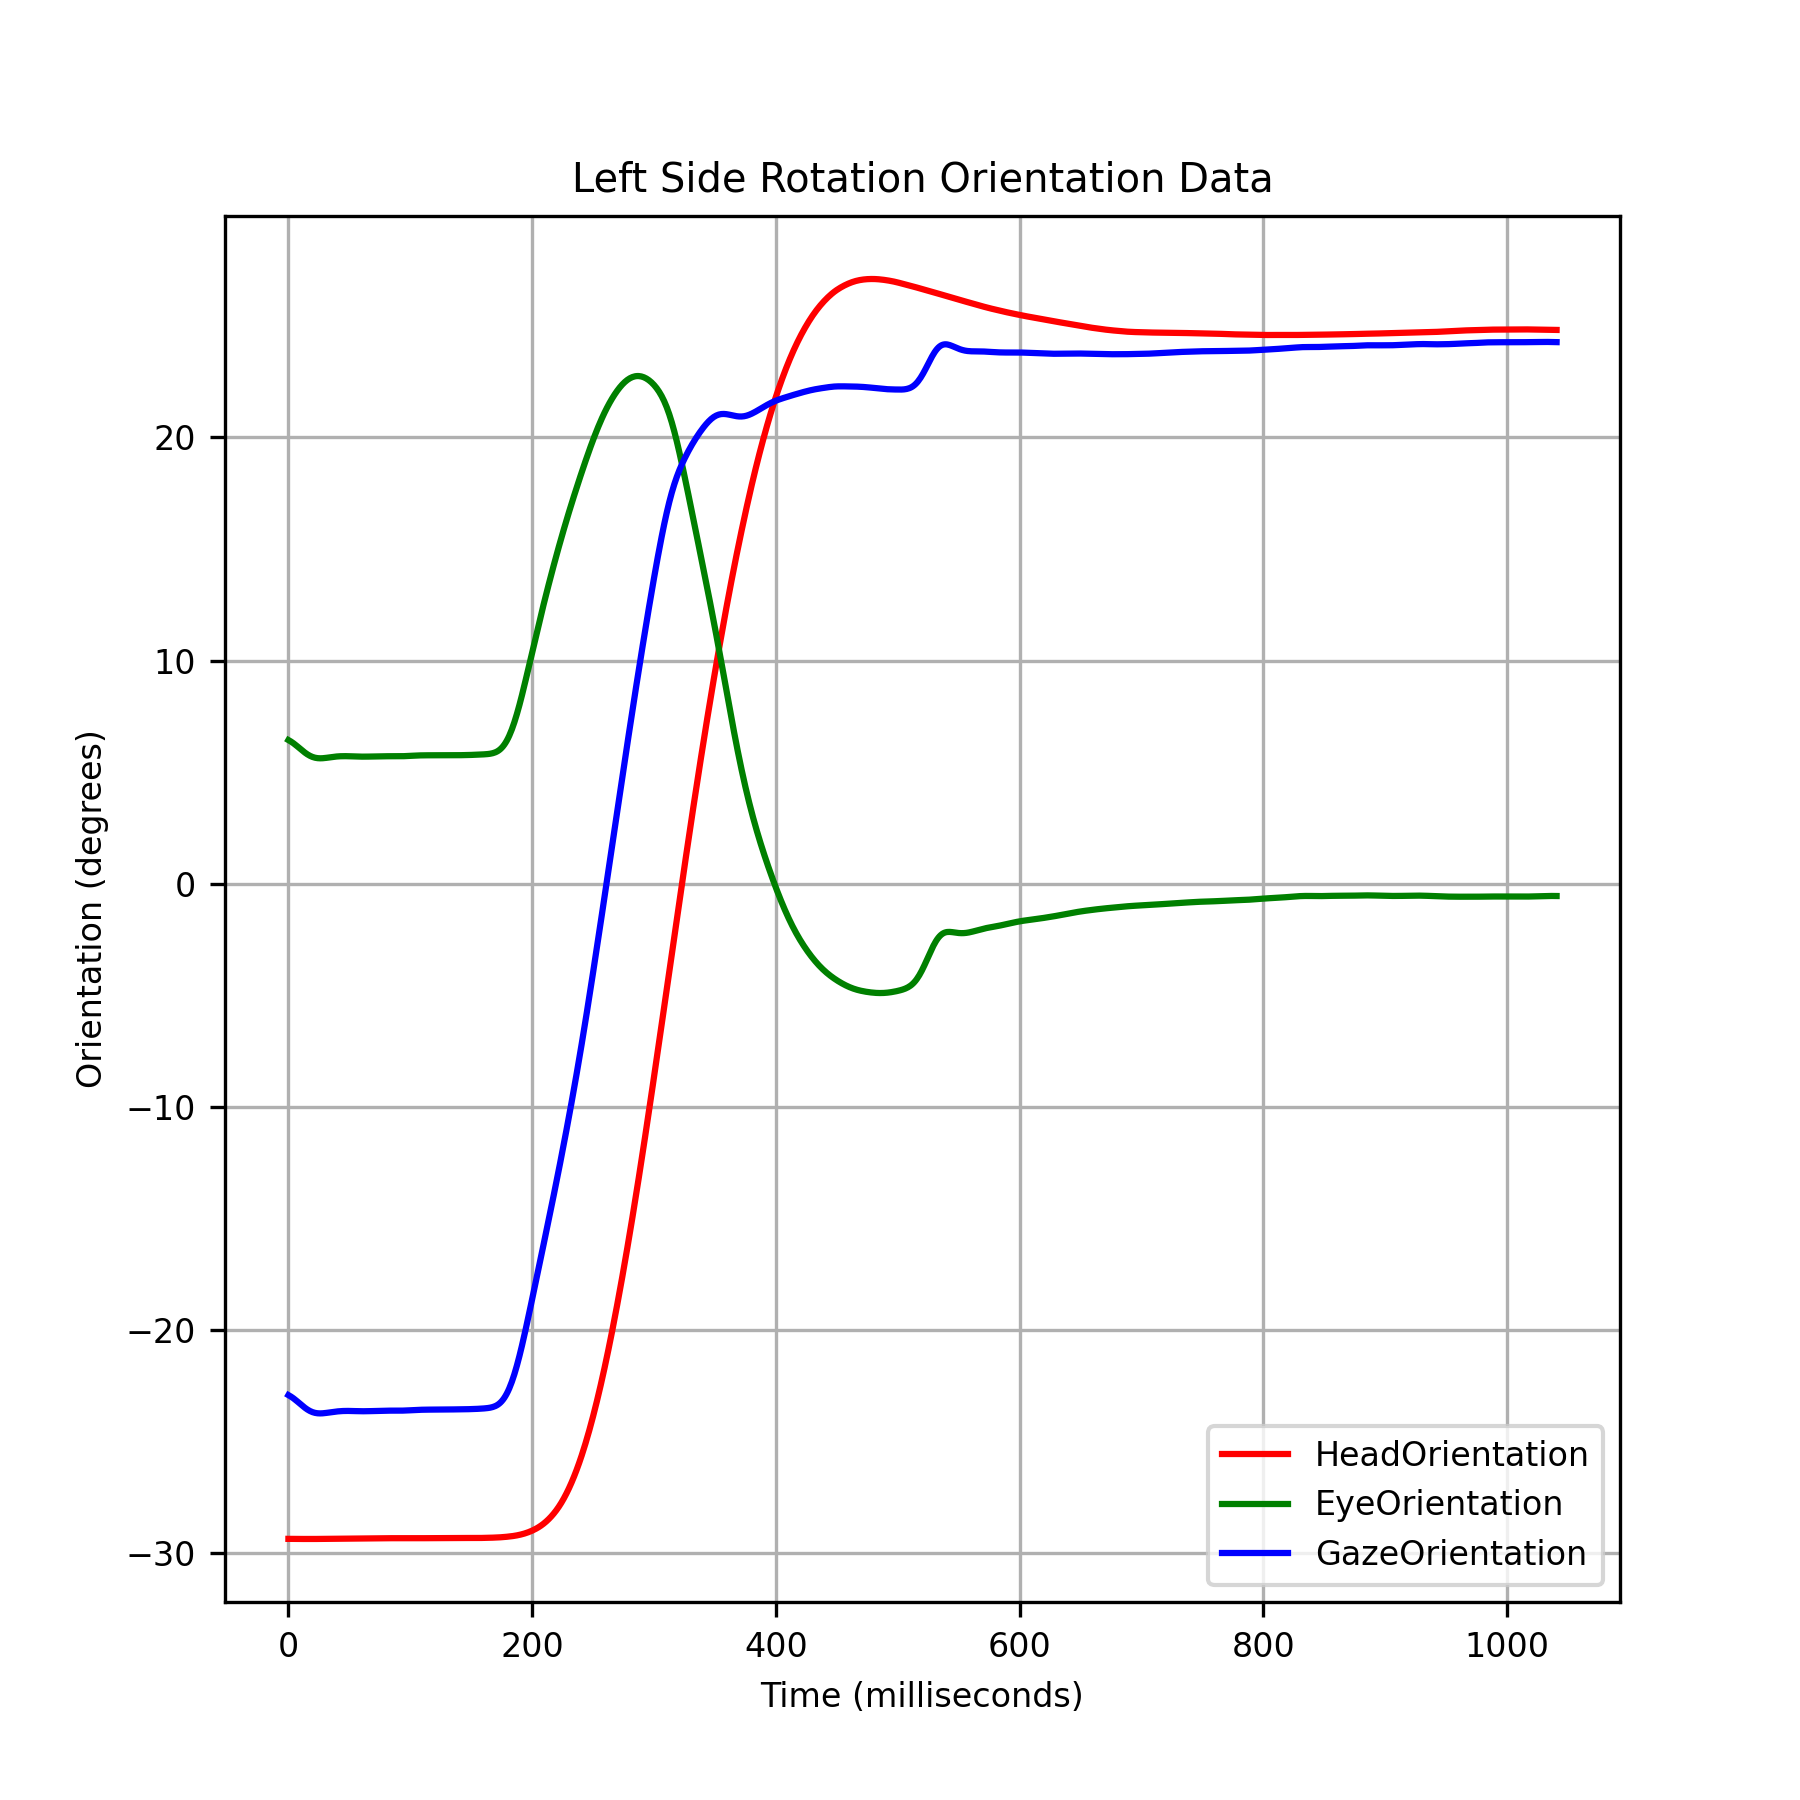 Left Side Rotation Orientation Data
Orientation (degrees)
20
10
0
−10
−20
−30
HeadOrientation
EyeOrientation
GazeOrientation
0 200 400 600 800 1000
Time (milliseconds)